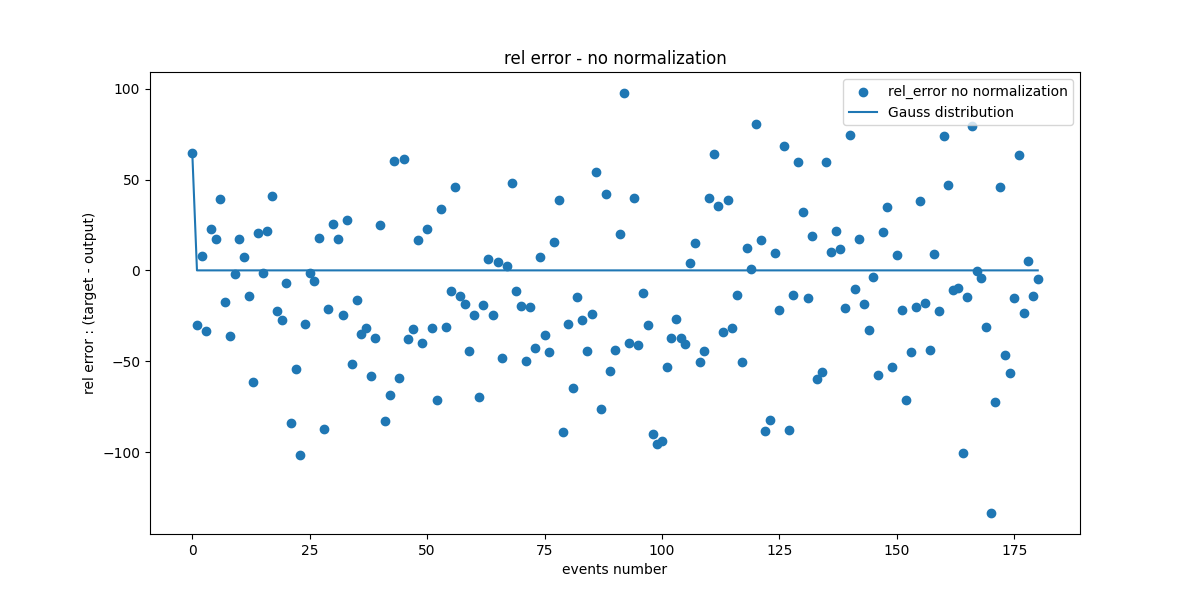 rel error - no normalization
rel_error no normalization
Gauss distribution
100
50
0
−50
−100
rel error : (target - output)
0
25
50
75
100
125
150
175
events number